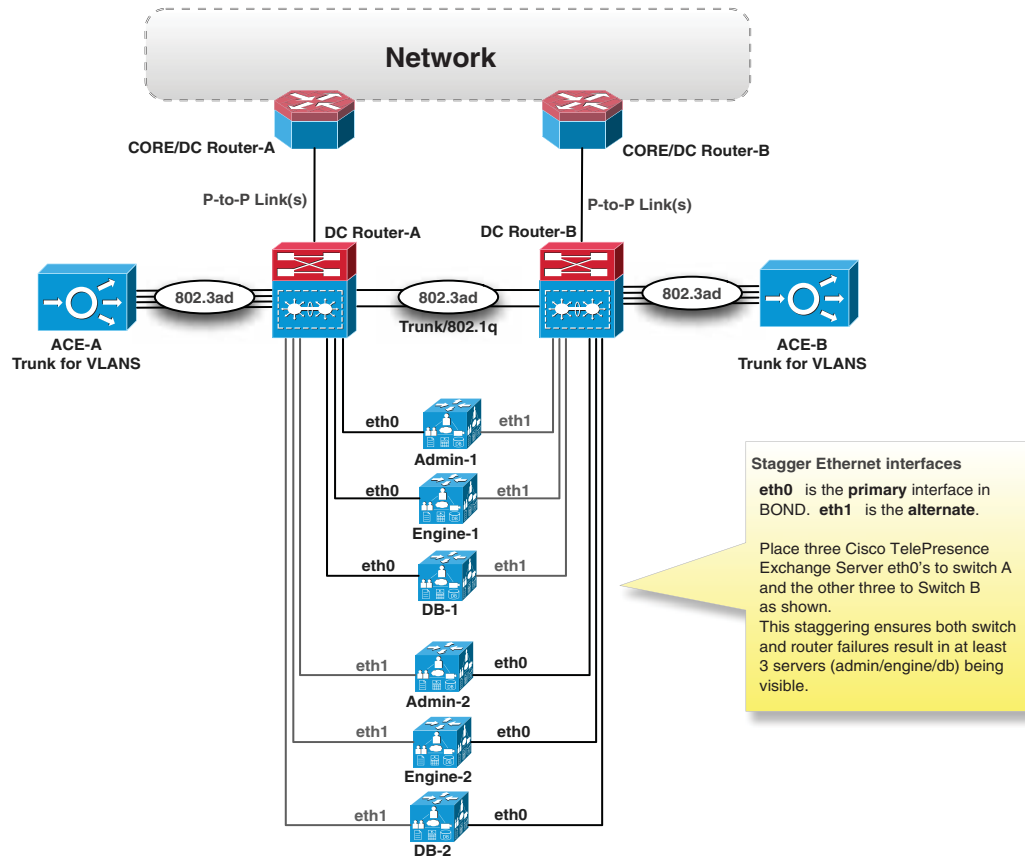 Network
CORE/DC Router-A
CORE/DC Router-B
P-to-P Link(s)
P-to-P Link(s)
DC Router-A
DC Router-B
802.3ad
802.3ad
802.3ad
Trunk/802.1q
ACE-A
Trunk for VLANS
ACE-B
Trunk for VLANS
eth0
eth1
Admin-1
eth0
eth1
Engine-1
eth0
eth1
DB-1
eth1
eth0
Admin-2
eth1
eth0
Engine-2
eth1
eth0
DB-2
Stagger Ethernet interfaces
eth0 is the primary interface in
BOND. eth1 is the alternate.
Place three Cisco TelePresence
Exchange Server eth0's to switch A
and the other three to Switch B
as shown.
This staggering ensures both switch
and router failures result in at least
3 servers (admin/engine/db) being
visible.